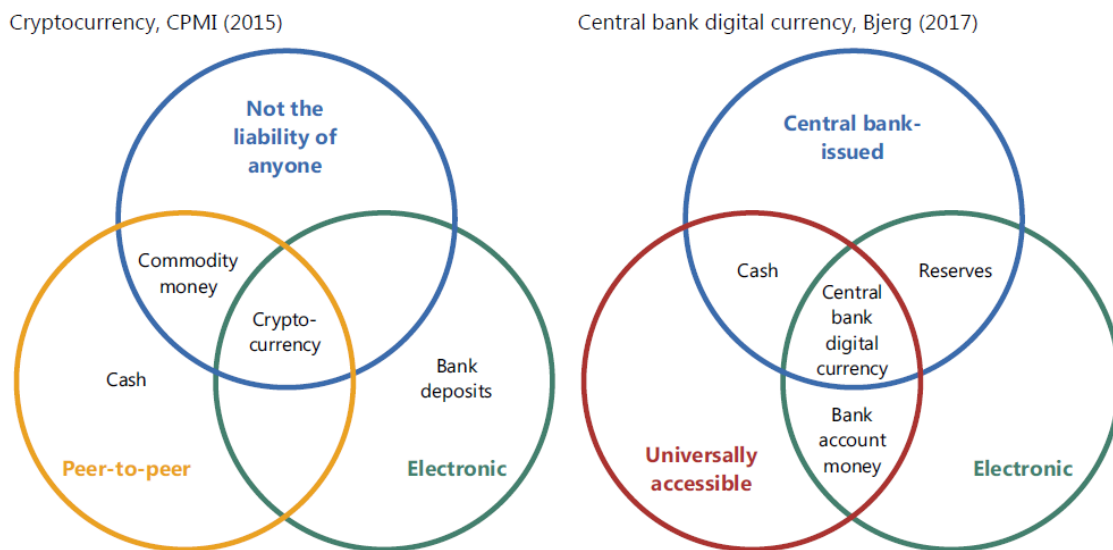 Cryptocurrency, CPMI (2015)
Not the
liability of
anyone
Commodity
money
Crypto-
currency
Cash
Bank
deposits
Peer-to-peer
Electronic
Central bank digital currency, Bjerg (2017)
Central bank-
issued
Cash
Reserves
Central
bank
digital
currency
Bank
account
money
Universally
accessible
Electronic